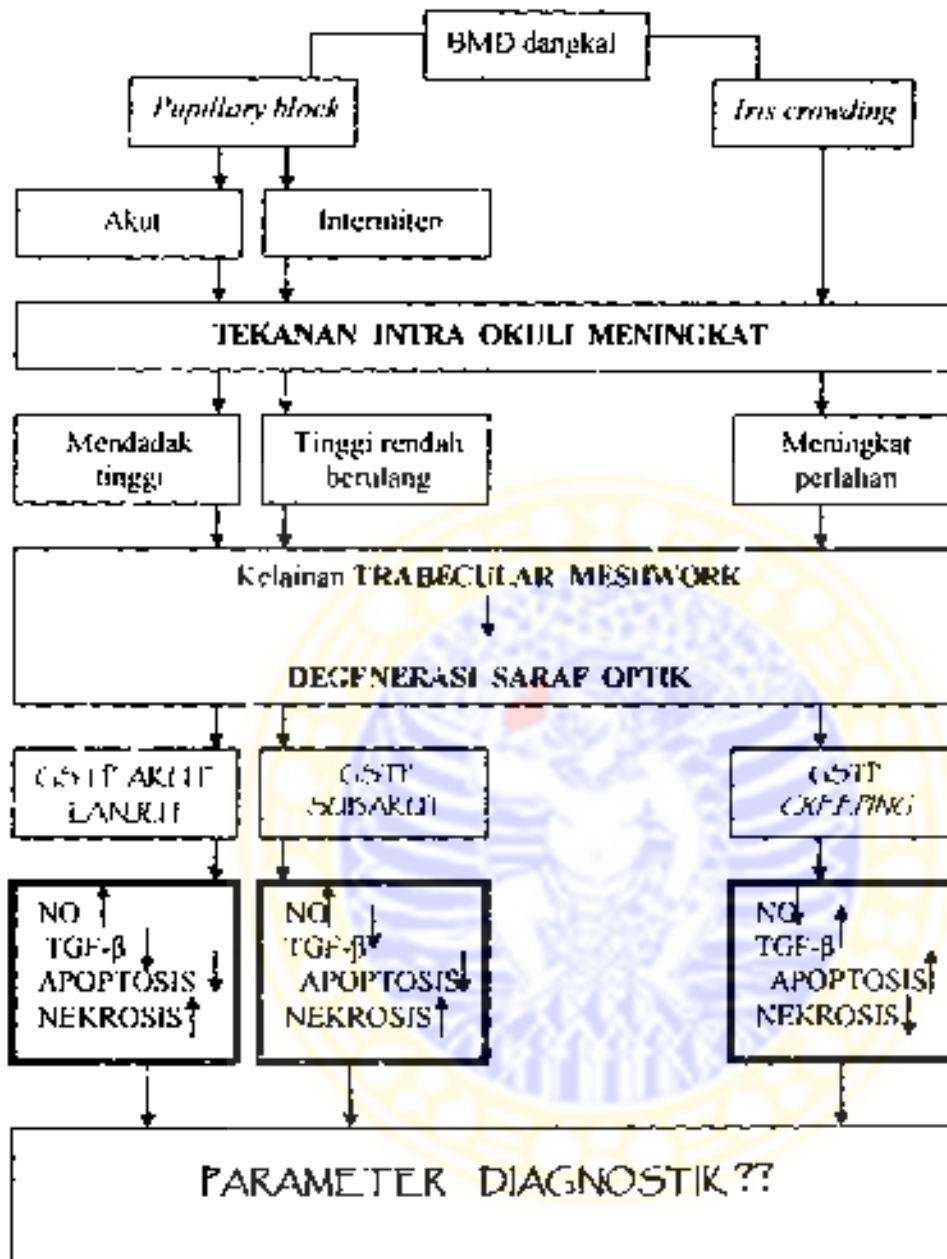 BMD dangkal
Pupillary block
Iris crowding
Akut
Intermiten
TEKANAN INTRA OKULI MENINGKAT
Mendadak
tinggi
Tinggi rendah
berulang
Meningkat
perlahan
Kelainan TRABECULAR MESHWORK
DEGENERASI SARAF OPTIK
GSTP AKUT
LANJUT
GSTP
SUBAKUT
GSTP
CREEPING
NO ↑
TGF-β ↓
APOPTOSIS ↓
NEKROSIS ↑
NO ↑
TGF-β ↓
APOPTOSIS ↓
NEKROSIS ↑
NO ↓
TGF-β ↑
APOPTOSIS ↑
NEKROSIS ↓
PARAMETER DIAGNOSTIK ??